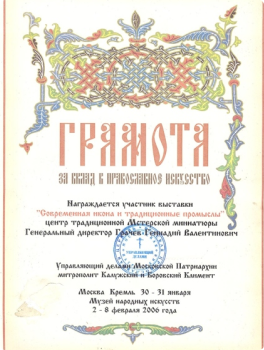 ГРАМОТА
ЗА ВКЛАД В ПРАВОСЛАВНОЕ ИСКУССТВО
Награждается участник выставки
"Современная икона и традиционные промыслы"
центр традиционной Мстёрской миниатюры
Генеральный директор Грачёв Геннадий Валентинович
Управляющий делами Московской Патриархии
митрополит Калужский и Боровский Климент
Москва Кремль 30 - 31 января
Музей народных искусств
2 - 8 февраля 2006 года